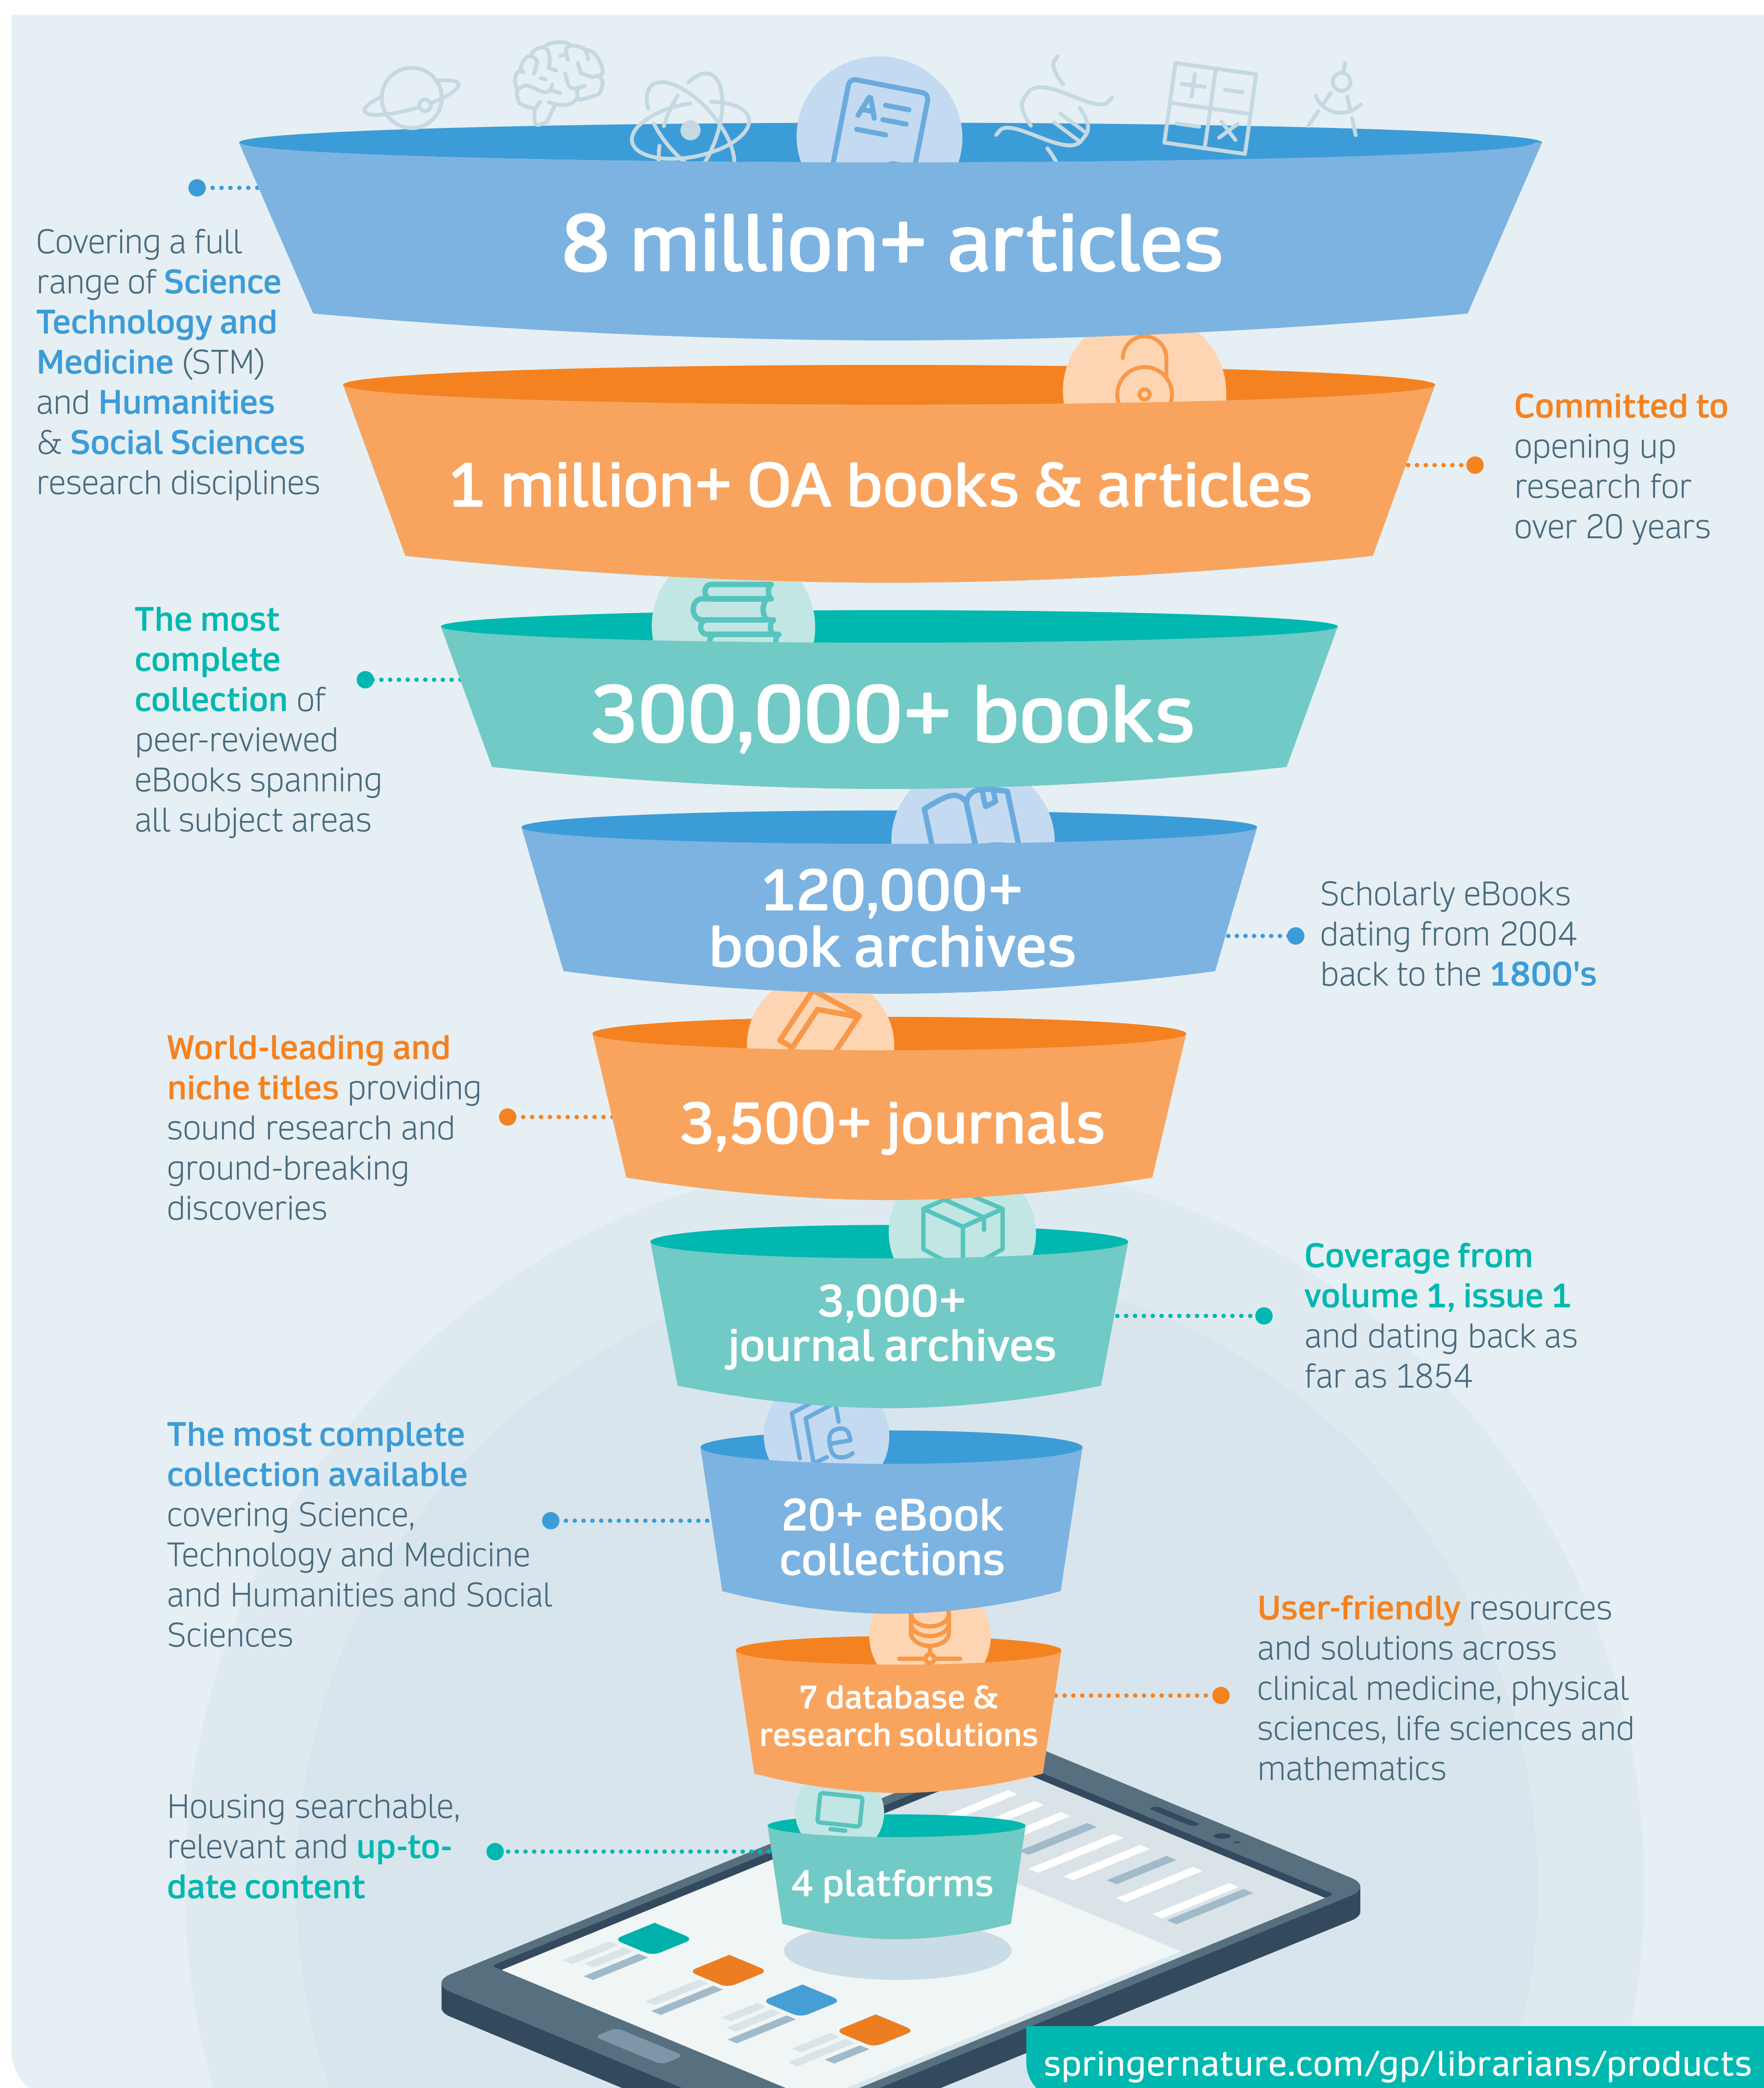 A
8 million+ articles
Covering a full
range of Science
Technology and
Medicine (STM)
and Humanities
& Social Sciences
research disciplines
1 million+ OA books & articles
Committed to
opening up
research for
over 20 years
The most
complete
collection of
peer-reviewed
eBooks spanning
all subject areas
300,000+ books
120,000+
book archives
Scholarly eBooks
dating from 2004
back to the 1800's
World-leading and
niche titles providing
sound research and
ground-breaking
discoveries
3,500+ journals
3,000+
journal archives
Coverage from
volume 1, issue 1
and dating back as
far as 1854
The most complete
collection available
covering Science,
Technology and Medicine
and Humanities and Social
Sciences
e
20+ eBook
collections
7 database &
research solutions
User-friendly resources
and solutions across
clinical medicine, physical
sciences, life sciences and
mathematics
Housing searchable,
relevant and up-to-
date content
4 platforms
springernature.com/gp/librarians/products